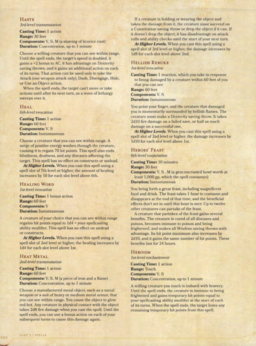 HASTE
3rd-level transmutation
Casting Time: 1 action
Range: 30 feet
Components: V, S, M (a shaving of licorice root)
Duration: Concentration, up to 1 minute
Choose a willing creature that you can see within range.
Until the spell ends, the target's speed is doubled, it
gains a +2 bonus to AC, it has advantage on Dexterity
saving throws, and it gains an additional action on each
of its turns. That action can be used only to take the
Attack (one weapon attack only), Dash, Disengage, Hide,
or Use an Object action.
When the spell ends, the target can't move or take
actions until after its next turn, as a wave of lethargy
sweeps over it.
HEAL
6th-level evocation
Casting Time: 1 action
Range: 60 feet
Components: V, S
Duration: Instantaneous
Choose a creature that you can see within range. A
surge of positive energy washes through the creature,
causing it to regain 70 hit points. This spell also ends
blindness, deafness, and any diseases affecting the
target. This spell has no effect on constructs or undead.
At Higher Levels. When you cast this spell using a
spell slot of 7th level or higher, the amount of healing
increases by 10 for each slot level above 6th.
HEALING WORD
1st-level evocation
Casting Time: 1 bonus action
Range: 60 feet
Components: V
Duration: Instantaneous
A creature of your choice that you can see within range
regains hit points equal to 1d4 + your spellcasting
ability modifier. This spell has no effect on undead
or constructs.
At Higher Levels. When you cast this spell using a
spell slot of 2nd level or higher, the healing increases by
1d4 for each slot level above 1st.
HEAT METAL
2nd-level transmutation
Casting Time: 1 action
Range: 60 feet
Components: V, S, M (a piece of iron and a flame)
Duration: Concentration, up to 1 minute
Choose a manufactured metal object, such as a metal
weapon or a suit of heavy or medium metal armor, that
you can see within range. You cause the object to glow
red-hot. Any creature in physical contact with the object
takes 2d8 fire damage when you cast the spell. Until the
spell ends, you can use a bonus action on each of your
subsequent turns to cause this damage again.
If a creature is holding or wearing the object and
takes the damage from it, the creature must succeed on
a Constitution saving throw or drop the object if it can. If
it doesn't drop the object, it has disadvantage on attack
rolls and ability checks until the start of your next turn.
At Higher Levels. When you cast this spell using a
spell slot of 3rd level or higher, the damage increases by
1d8 for each slot level above 2nd.
HELLISH REBUKE
1st-level evocation
Casting Time: 1 reaction, which you take in response
to being damaged by a creature within 60 feet of you
that you can see
Range: 60 feet
Components: V, S
Duration: Instantaneous
You point your finger, and the creature that damaged
you is momentarily surrounded by hellish flames. The
creature must make a Dexterity saving throw. It takes
2d10 fire damage on a failed save, or half as much
damage on a successful one.
At Higher Levels. When you cast this spell using a
spell slot of 2nd level or higher, the damage increases by
1d10 for each slot level above 1st.
HEROES' FEAST
6th-level conjuration
Casting Time: 10 minutes
Range: 30 feet
Components: V, S, M (a gem-encrusted bowl worth at
least 1,000 gp, which the spell consumes)
Duration: Instantaneous
You bring forth a great feast, including magnificent
food and drink. The feast takes 1 hour to consume and
disappears at the end of that time, and the beneficial
effects don't set in until this hour is over. Up to twelve
other creatures can partake of the feast.
A creature that partakes of the feast gains several
benefits. The creature is cured of all diseases and
poison, becomes immune to poison and being
frightened, and makes all Wisdom saving throws with
advantage. Its hit point maximum also increases by
2d10, and it gains the same number of hit points. These
benefits last for 24 hours.
HEROISM
1st-level enchantment
Casting Time: 1 action
Range: Touch
Components: V, S
Duration: Concentration, up to 1 minute
A willing creature you touch is imbued with bravery.
Until the spell ends, the creature is immune to being
frightened and gains temporary hit points equal to
your spellcasting ability modifier at the start of each
of its turns. When the spell ends, the target loses any
remaining temporary hit points from this spell.